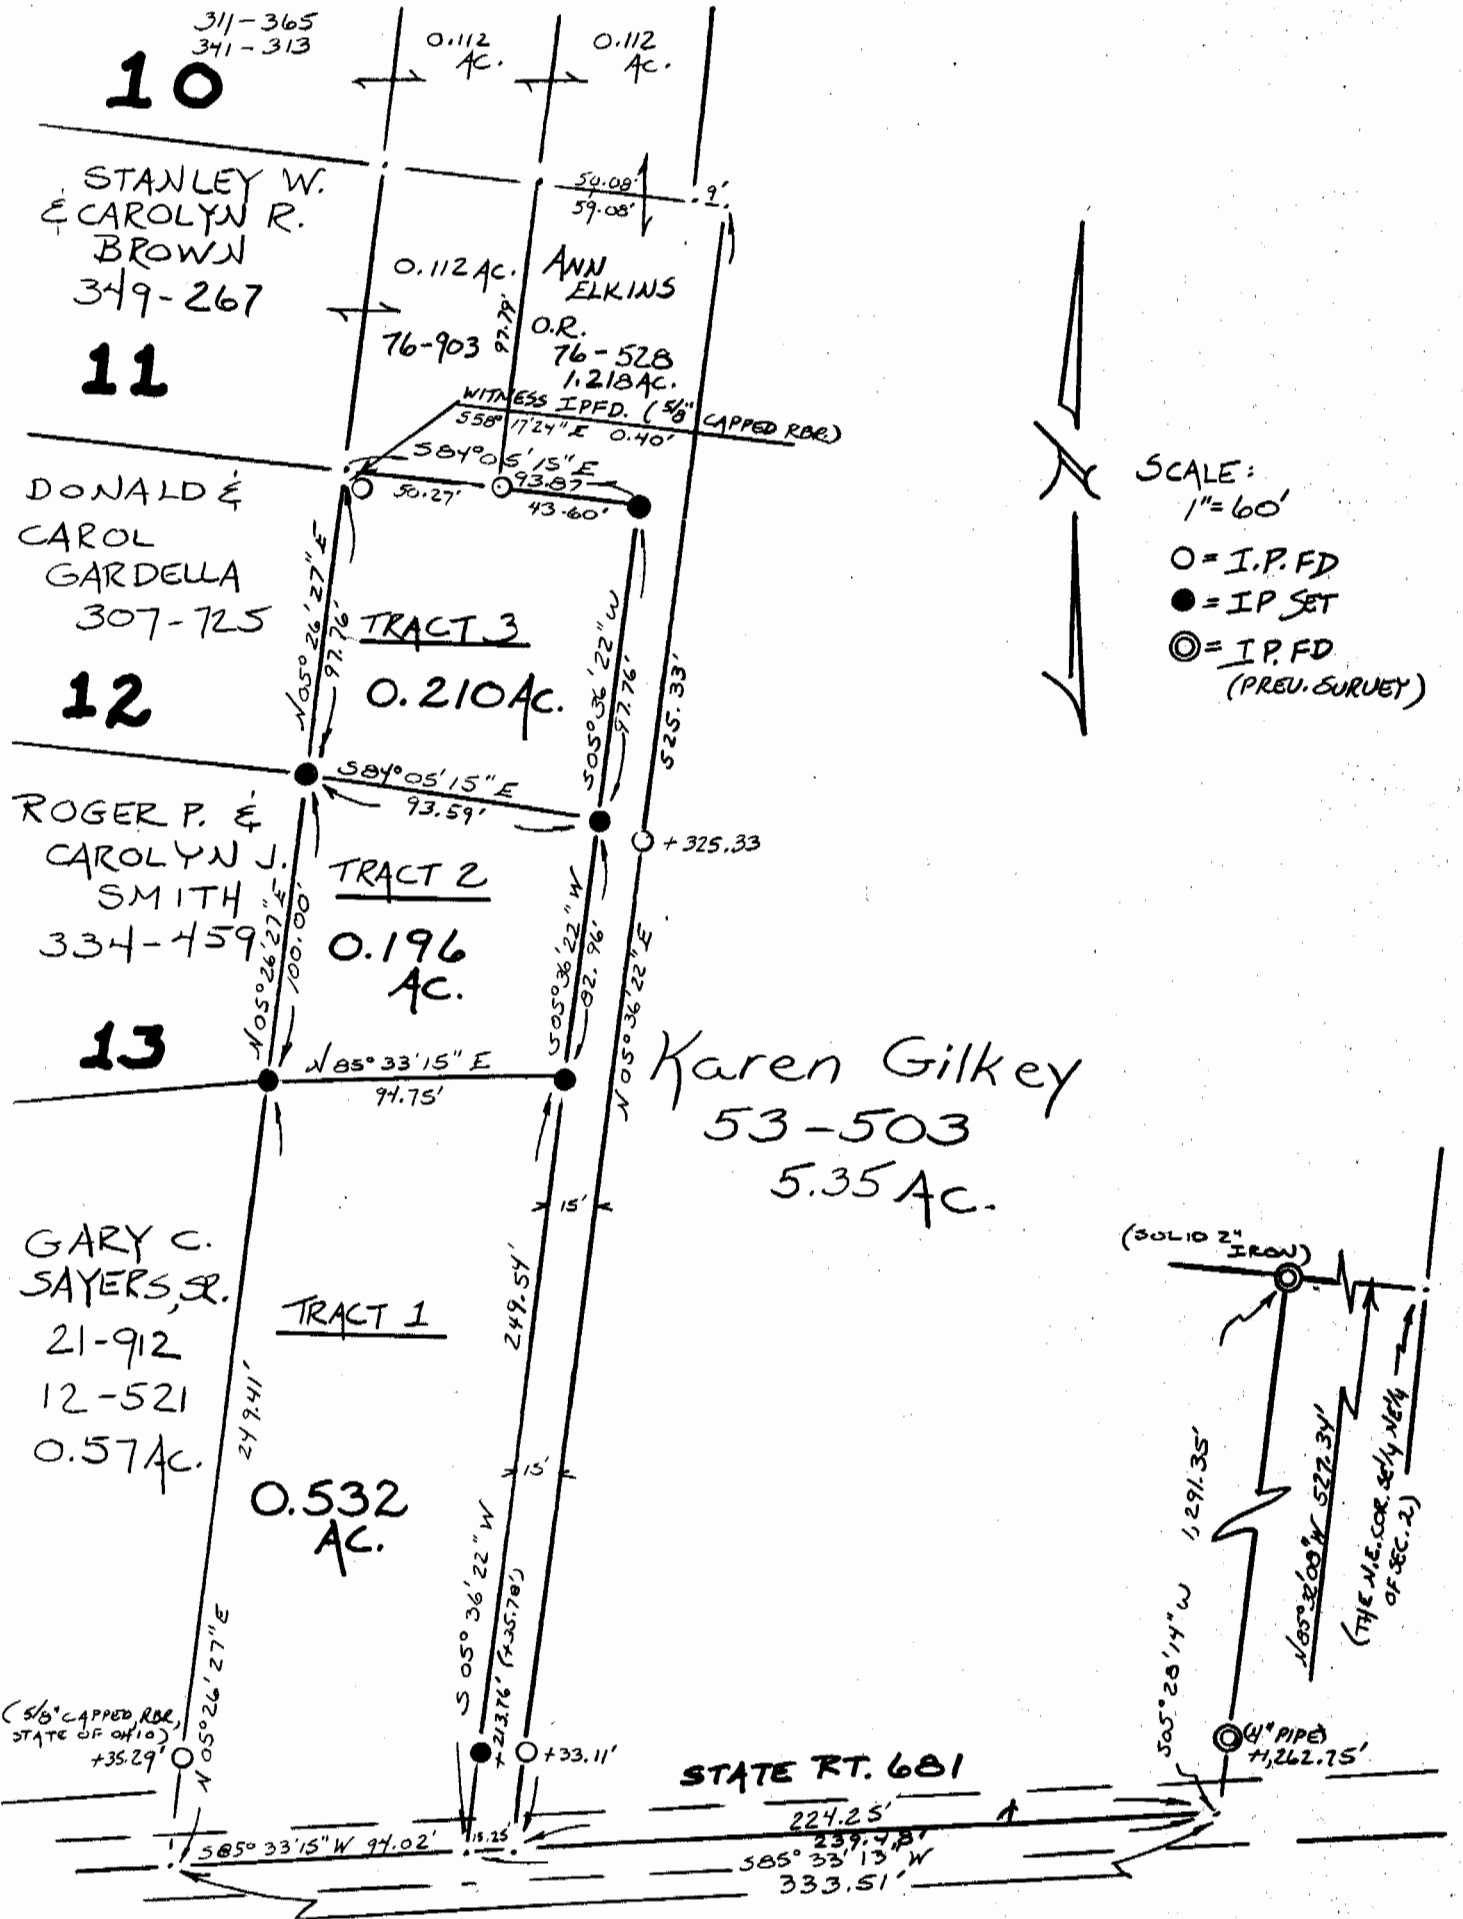 311-365
341-313
10
0.112
AC.
0.112
AC.
STANLEY W.
& CAROLYN R.
BROWN
349-267
11
50.08'
59.08'
9'
0.112 AC.
76-903
97.79'
ANN
ELKINS
O.R.
76-528
1.218 AC.
WITNESS IPFD. (5/8" CAPPED RBR.)
S58°17'24"E 0.40'
S84°05'15"E
93.87'
50.27'
43.60'
SCALE:
1"=60'
○ = I.P. FD
● = IP SET
◎ = I.P. FD
(PREV. SURVEY)
DONALD &
CAROL
GARDELLA
307-725
12
N05°26'27"E
97.76'
TRACT 3
0.210 AC.
S05°36'22"W
97.76'
525.33'
S84°05'15"E
93.59'
+325.33
ROGER P. &
CAROLYN J.
SMITH
334-459
13
N05°26'27"E
100.00'
TRACT 2
0.196
AC.
S05°36'22"W
82.96'
N05°36'22"E
N85°33'15"E
94.75'
Karen Gilkey
53-503
5.35 AC.
15'
GARY C.
SAYERS, SR.
21-912
12-521
0.57 AC.
TRACT 1
249.41'
249.54'
15'
0.532
AC.
S05°36'22"W
+213.76' (+35.78')
N05°26'27"E
(5/8" CAPPED RBR,
STATE OF OHIO)
+35.29'
+33.11'
(SOLID 2"
IRON)
1,291.35'
S05°28'14"W
N85°32'08"W 527.34'
(THE N.E. COR. SE1/4 NE1/4
OF SEC. 2)
(4" PIPE)
+1,262.75'
STATE RT. 681
224.25'
239.48'
S85°33'15"W 94.02'
15.25'
S85°33'13"W
333.51'